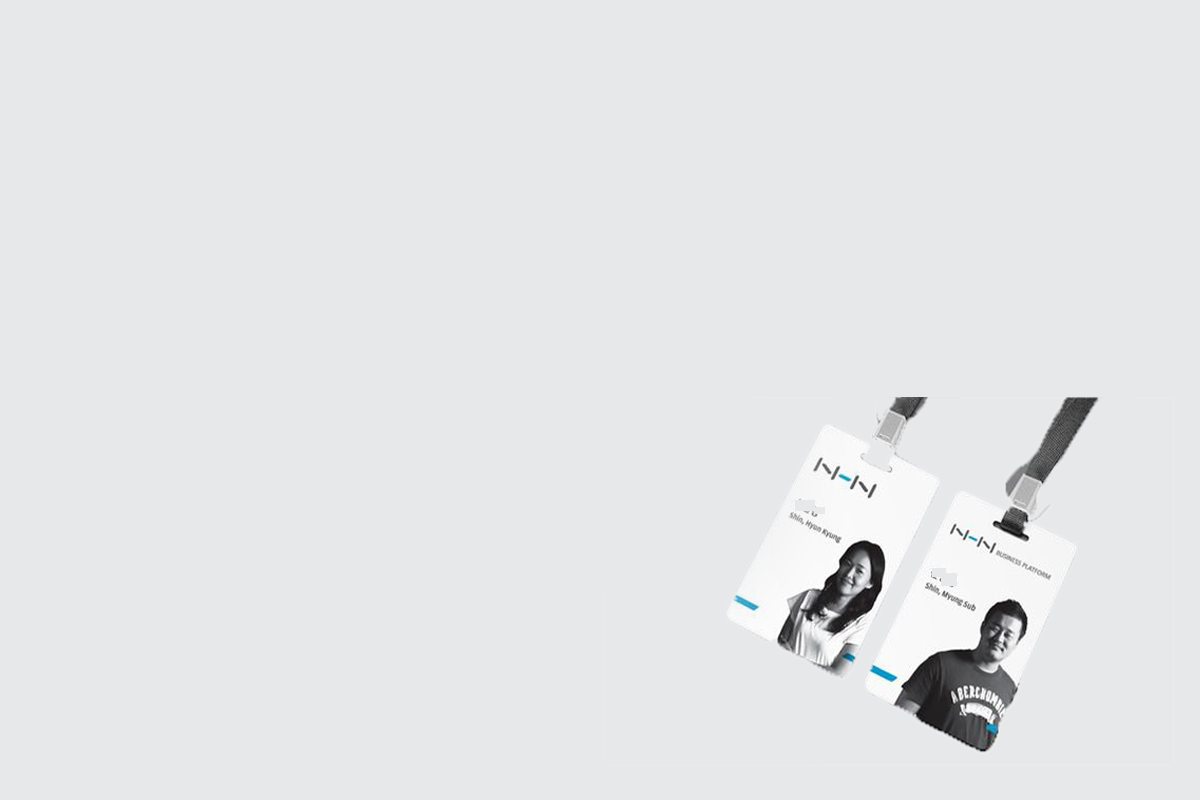 NHN
Shin, Hyun Kyung
NHN BUSINESS PLATFORM
Shin, Myung Sub
ABERCROMBIE